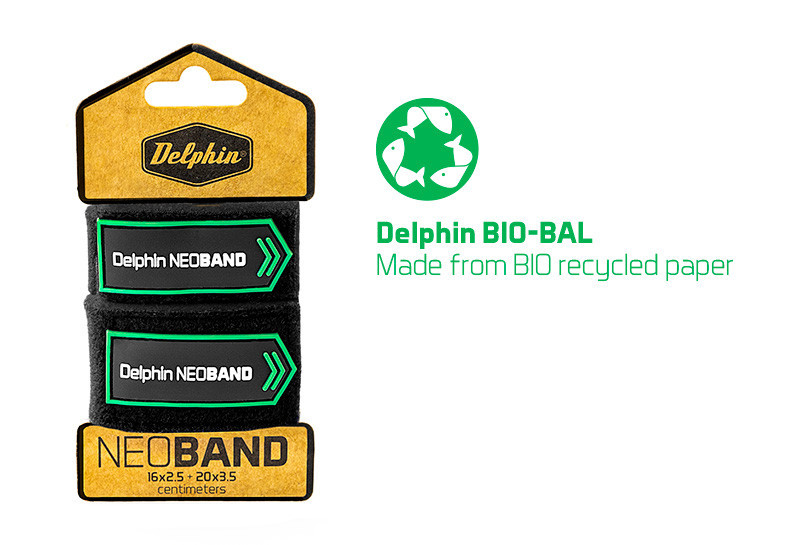 Delphin®
Delphin NEOBAND
Delphin NEOBAND
NEOBAND
16x2.5 + 20x3.5
centimeters
Delphin BIO-BAL
Made from BIO recycled paper